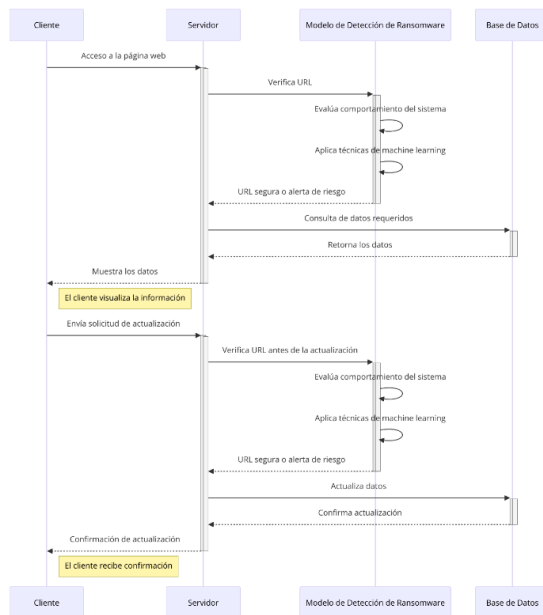 Cliente
Servidor
Modelo de Detección de Ransomware
Base de Datos
Acceso a la página web
Verifica URL
Evalúa comportamiento del sistema
Aplica técnicas de machine learning
URL segura o alerta de riesgo
Consulta de datos requeridos
Retorna los datos
Muestra los datos
El cliente visualiza la información
Envía solicitud de actualización
Verifica URL antes de la actualización
Evalúa comportamiento del sistema
Aplica técnicas de machine learning
URL segura o alerta de riesgo
Actualiza datos
Confirma actualización
Confirmación de actualización
El cliente recibe confirmación
Cliente
Servidor
Modelo de Detección de Ransomware
Base de Datos